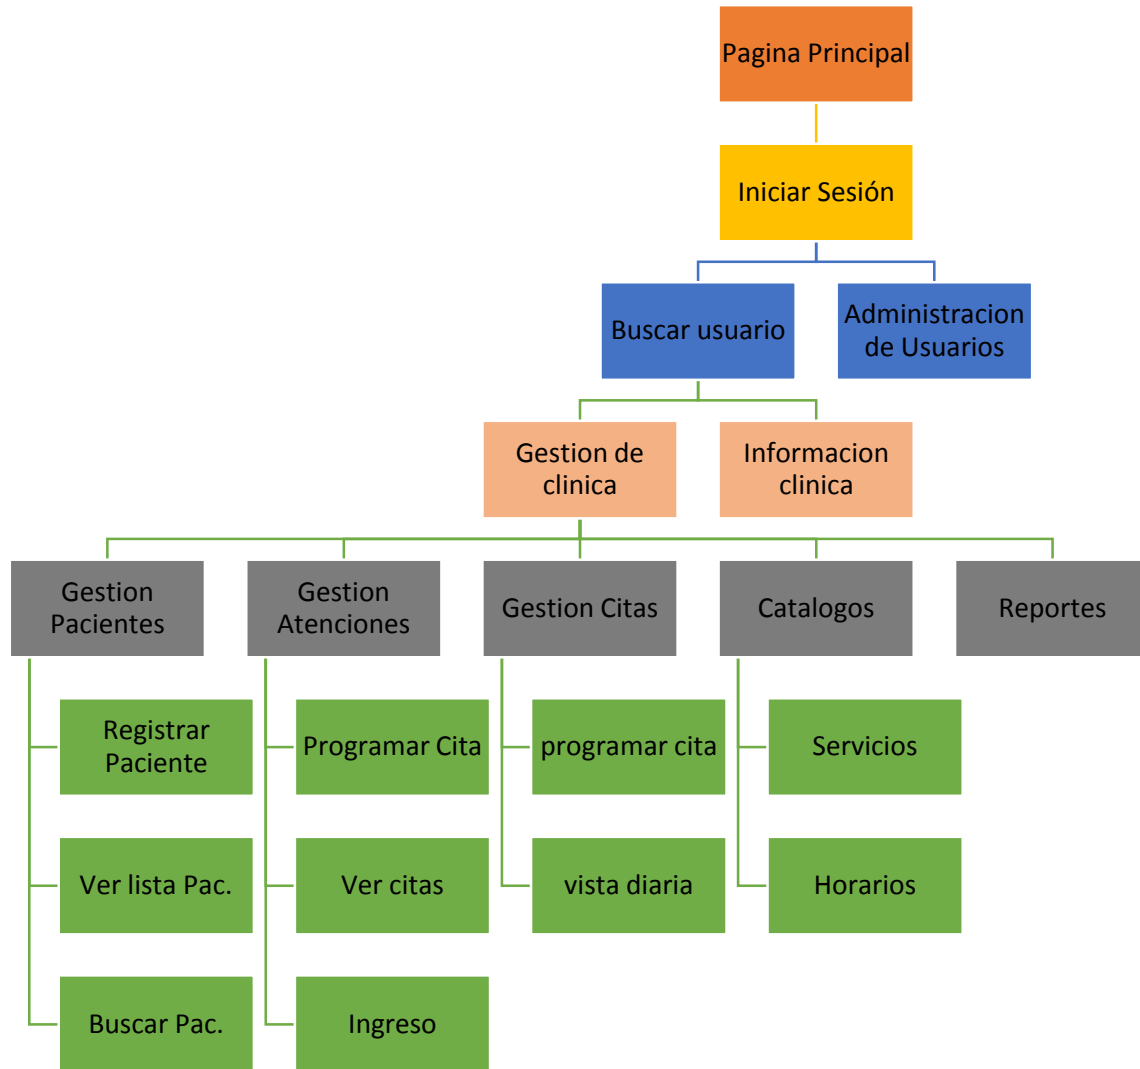 Pagina Principal
Iniciar Sesión
Buscar usuario
Administracion
de Usuarios
Gestion de
clinica
Informacion
clinica
Gestion
Pacientes
Gestion
Atenciones
Gestion Citas
Catalogos
Reportes
Registrar
Paciente
Programar Cita
programar cita
Servicios
Ver lista Pac.
Ver citas
vista diaria
Horarios
Buscar Pac.
Ingreso